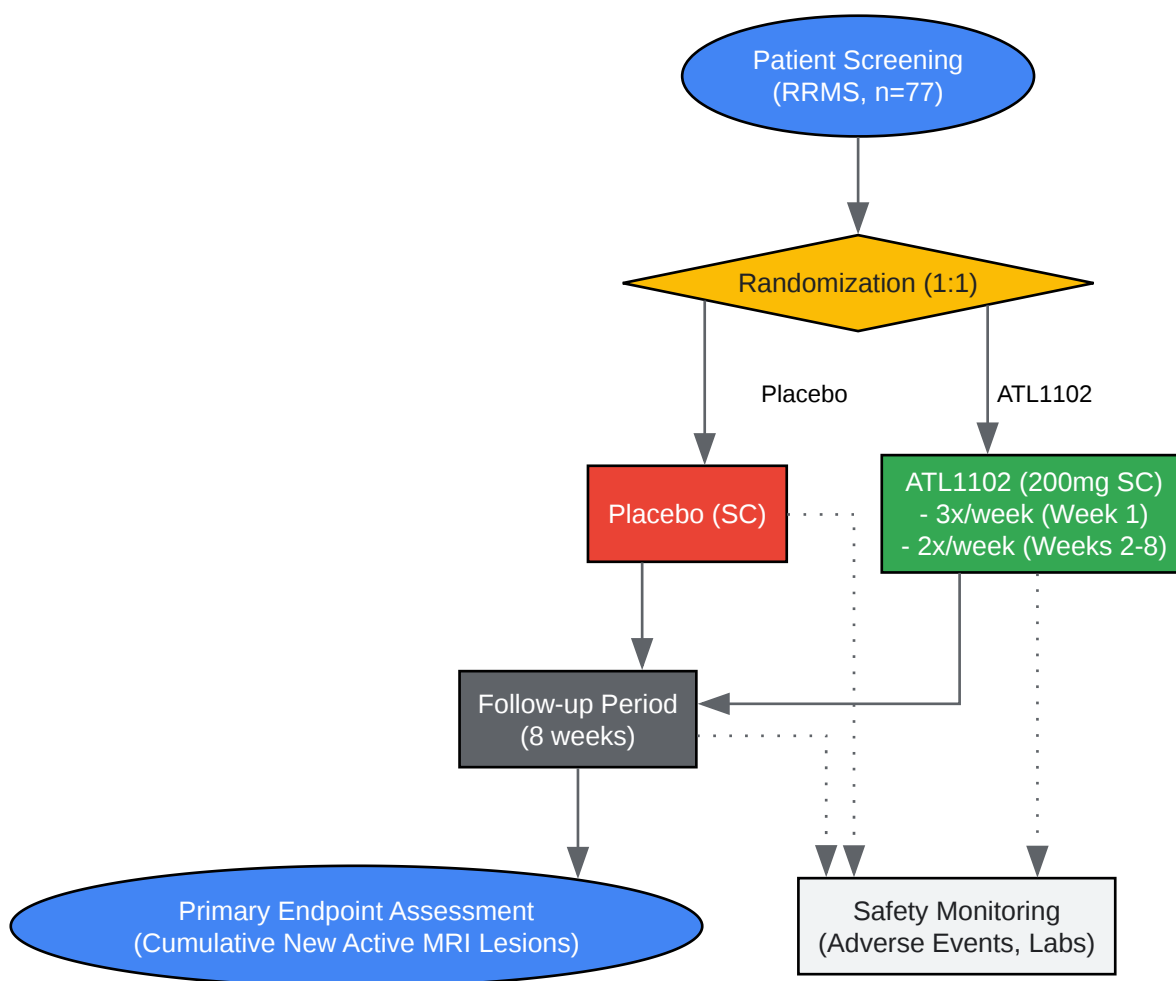 Patient Screening
(RRMS, n=77)
Randomization (1:1)
Placebo
ATL1102
Placebo (SC)
ATL1102 (200mg SC)
- 3x/week (Week 1)
- 2x/week (Weeks 2-8)
Follow-up Period
(8 weeks)
Primary Endpoint Assessment
(Cumulative New Active MRI Lesions)
Safety Monitoring
(Adverse Events, Labs)